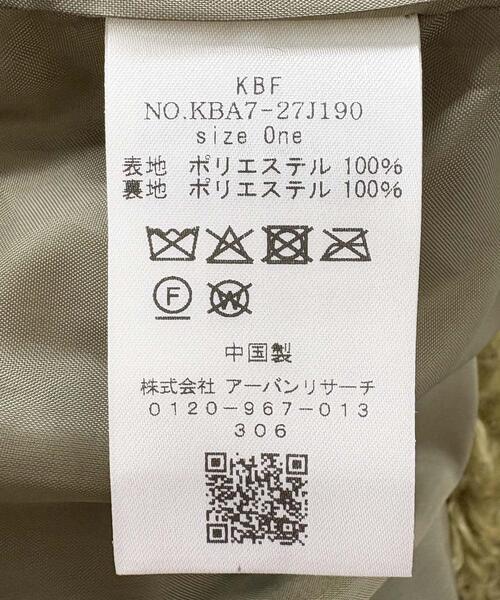 KBF
NO.KBA7-27J190
size One
表地 ポリエステル 100%
裏地 ポリエステル 100%
F W
中国製
株式会社 アーバンリサーチ
0120-967-013
306